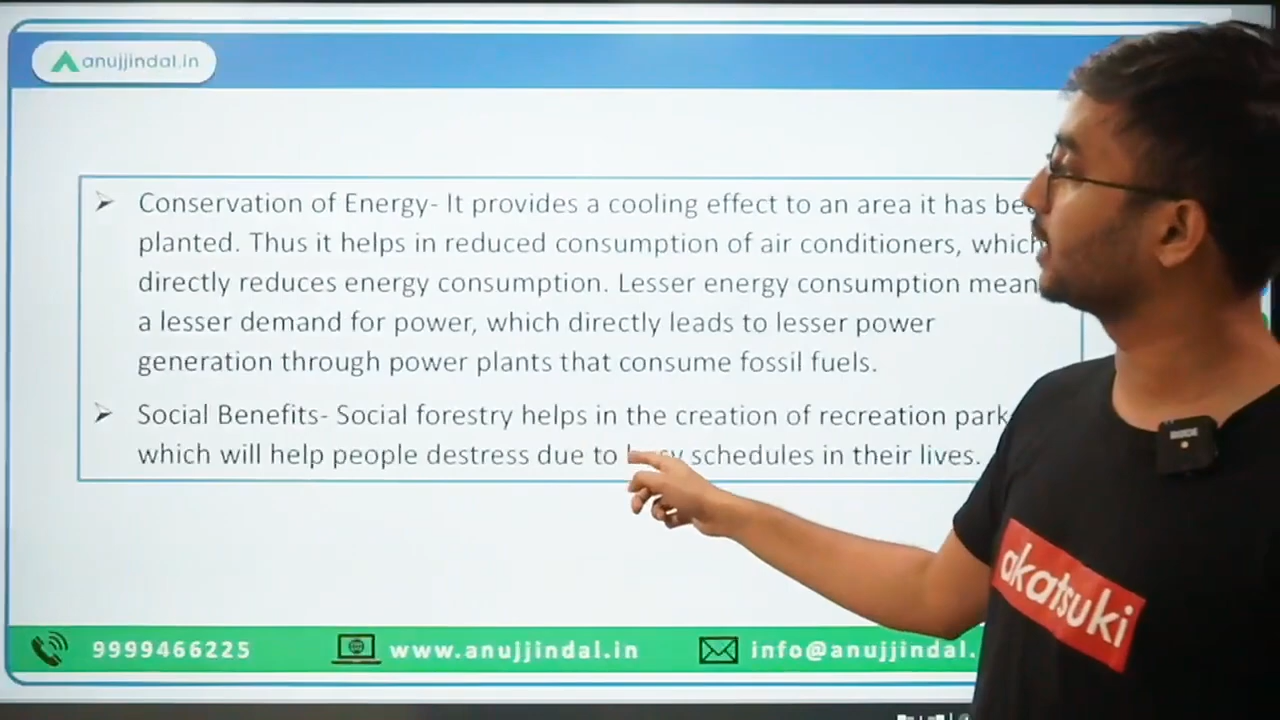 anujjindal.in
➢ Conservation of Energy- It provides a cooling effect to an area it has
planted. Thus it helps in reduced consumption of air conditioners, which
directly reduces energy consumption. Lesser energy consumption mean
a lesser demand for power, which directly leads to lesser power
generation through power plants that consume fossil fuels.
➢ Social Benefits- Social forestry helps in the creation of recreation park
which will help people destress due to schedules in their lives.
akatsuki
9999466225 www.anujjindal.in info@anujjindal.